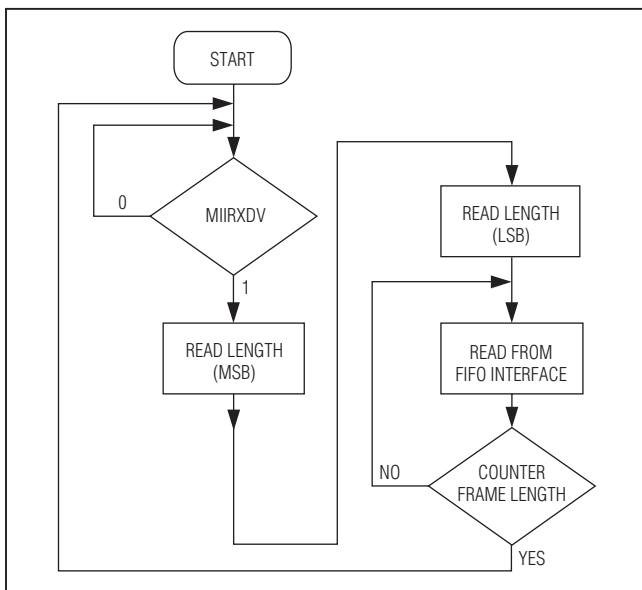 START
0
MIIRXDV
1
READ LENGTH
(MSB)
READ LENGTH
(LSB)
READ FROM
FIFO INTERFACE
NO
COUNTER
FRAME LENGTH
YES